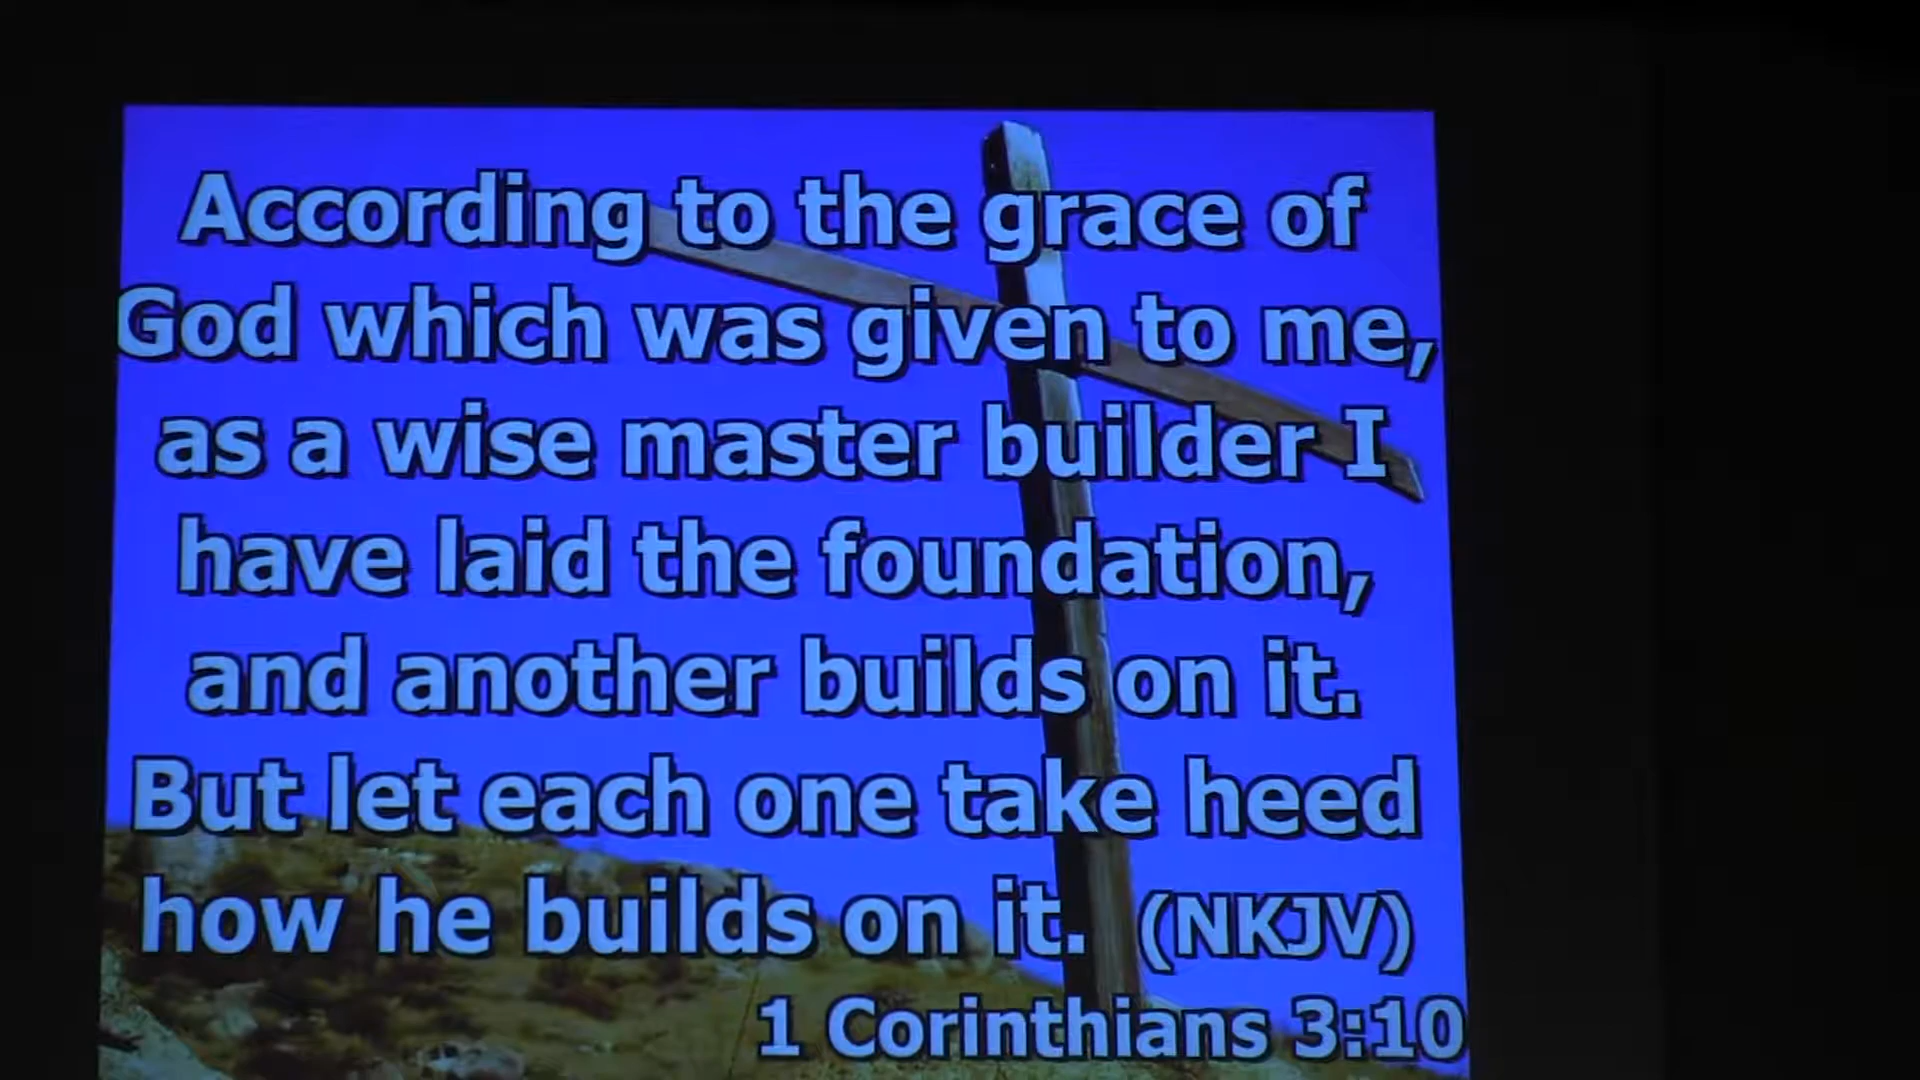 According to the grace of
God which was given to me,
as a wise master builder I
have laid the foundation,
and another builds on it.
But let each one take heed
how he builds on it. (NKJV)
1 Corinthians 3:10